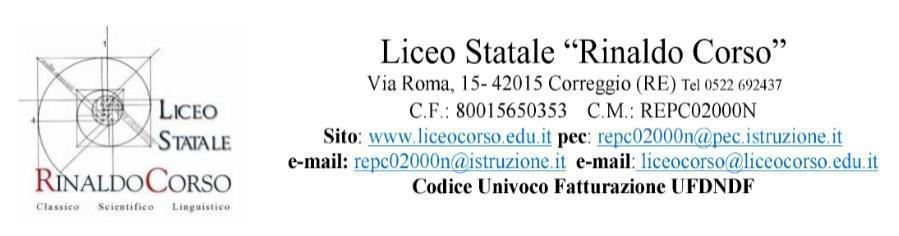 LICEO
STATALE
RINALDO CORSO
Classico Scientifico Linguistico
Liceo Statale “Rinaldo Corso”
Via Roma, 15- 42015 Correggio (RE) Tel 0522 692437
C.F.: 80015650353 C.M.: REPC02000N
Sito: www.liceocorso.edu.it pec: repc02000n@pec.istruzione.it
e-mail: repc02000n@istruzione.it e-mail: liceocorso@liceocorso.edu.it
Codice Univoco Fatturazione UFDNDF